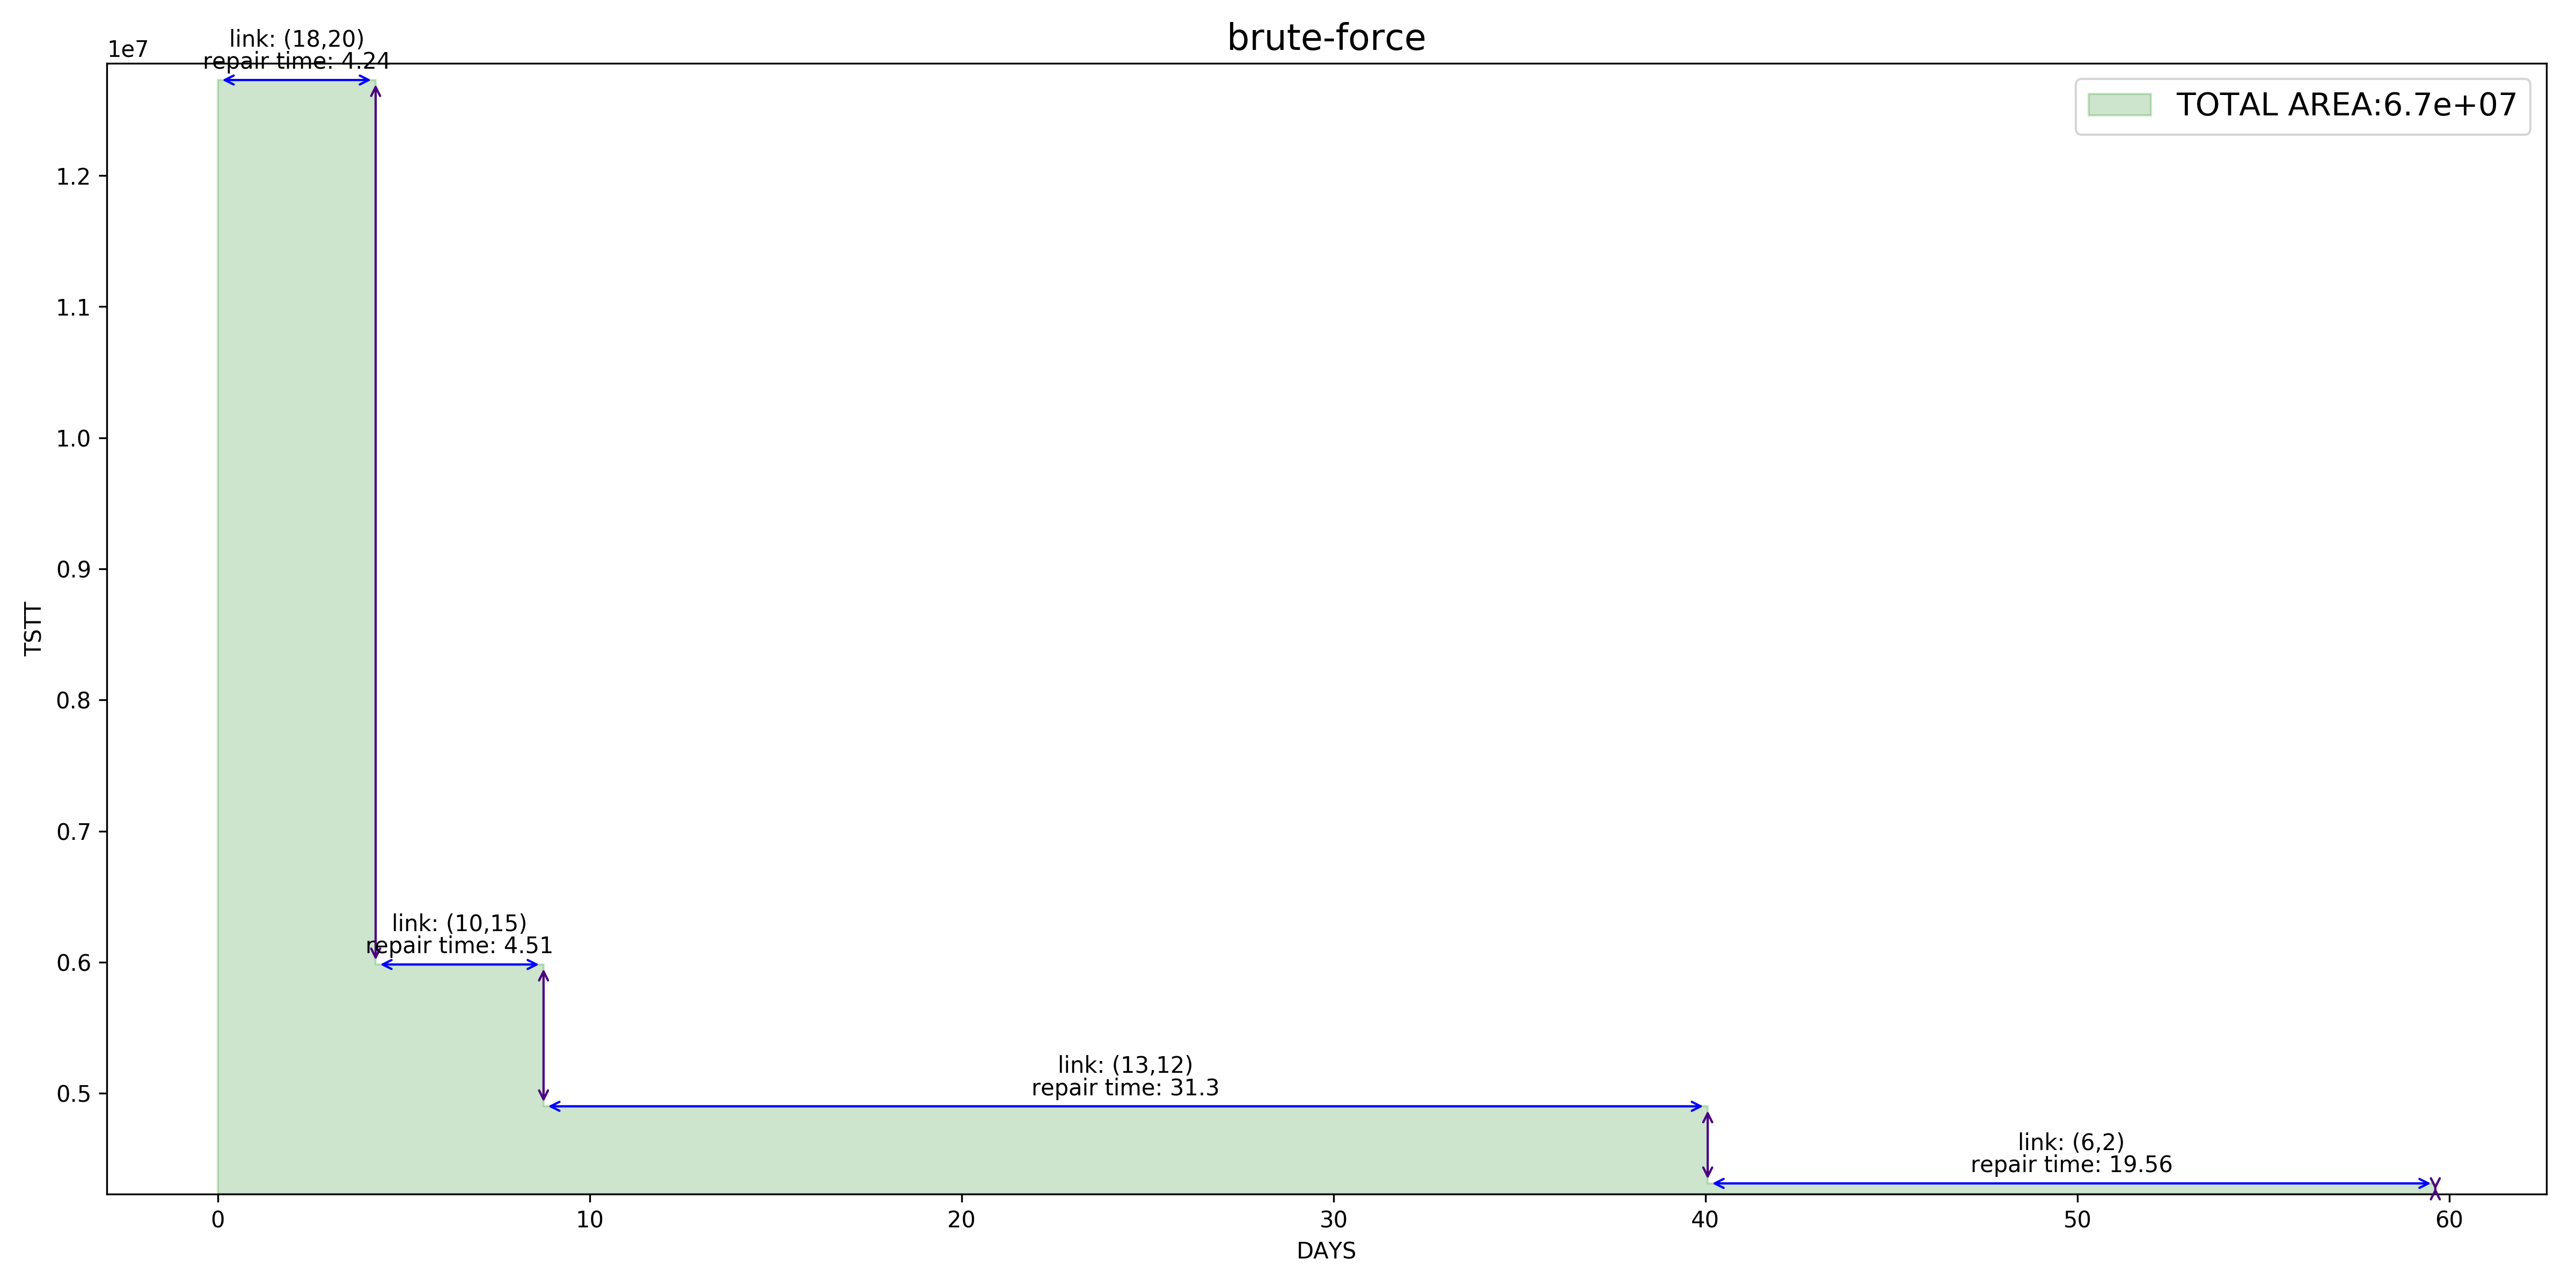 brute-force
1e7
link: (18,20)
repair time: 4.24
TOTAL AREA:6.7e+07
1.2
1.1
1.0
0.9
0.8
0.7
0.6
0.5
TSTT
link: (10,15)
repair time: 4.51
link: (13,12)
repair time: 31.3
link: (6,2)
repair time: 19.56
0 10 20 30 40 50 60
DAYS